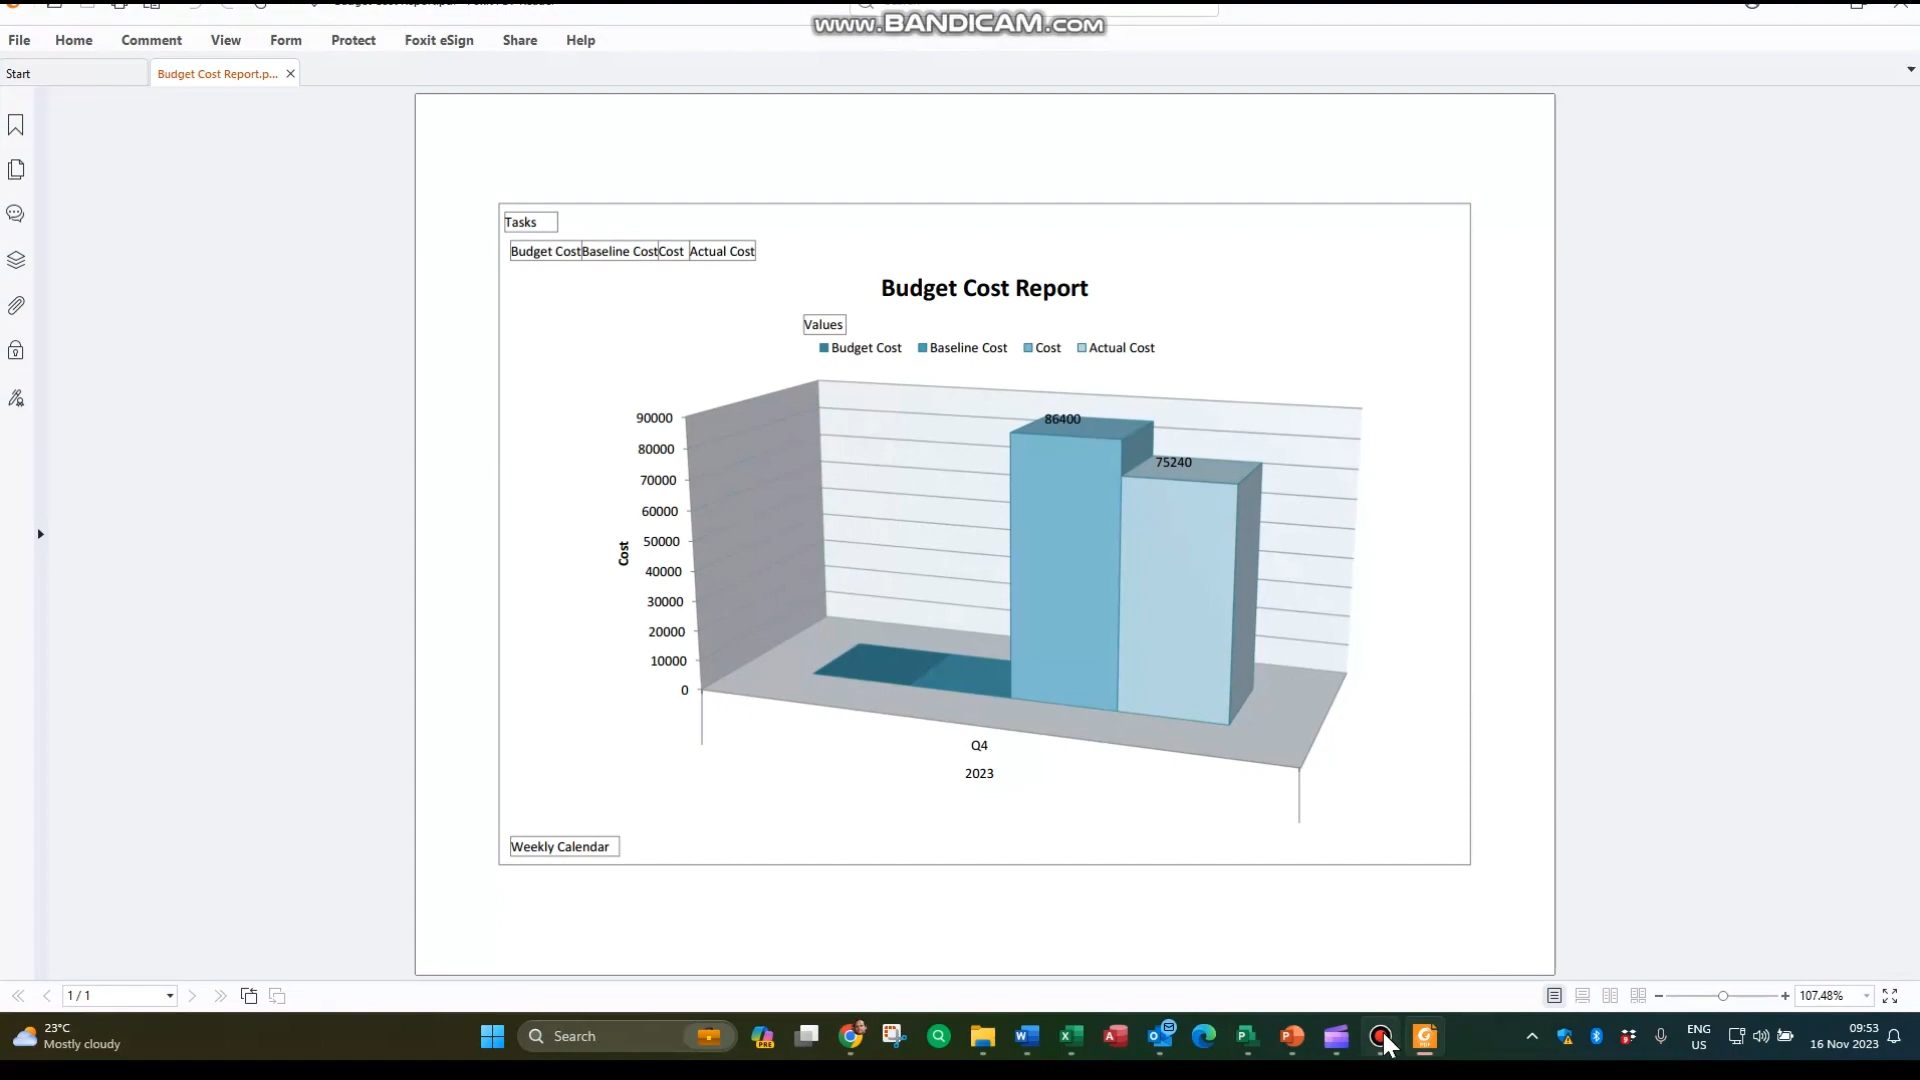 www.BANDICAM.com
File Home Comment View Form Protect Foxit eSign Share Help
Start Budget Cost Report.p...
Tasks
Budget Cost Baseline Cost Cost Actual Cost
Budget Cost Report
Values
Budget Cost Baseline Cost Cost Actual Cost
90000
80000
70000
60000
50000
40000
30000
20000
10000
0
Cost
86400
75240
Q4
2023
Weekly Calendar
1 / 1
107.48%
23°C
Mostly cloudy
Search
PRE
ENG
US
09:53
16 Nov 2023